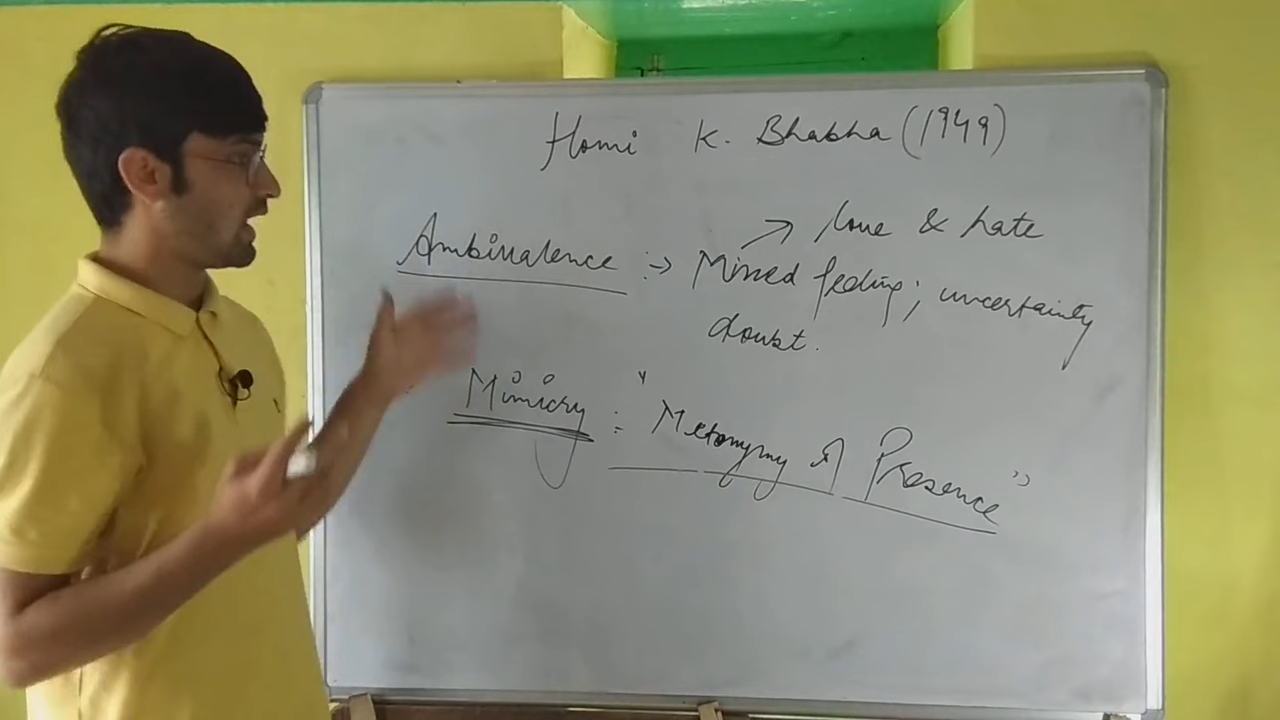 Homi K. Bhabha (1949)
→ love & hate
Ambivalence :→ Mixed feeling; uncertainty
doubt.
Mimicry : "Metonymy of Presence"